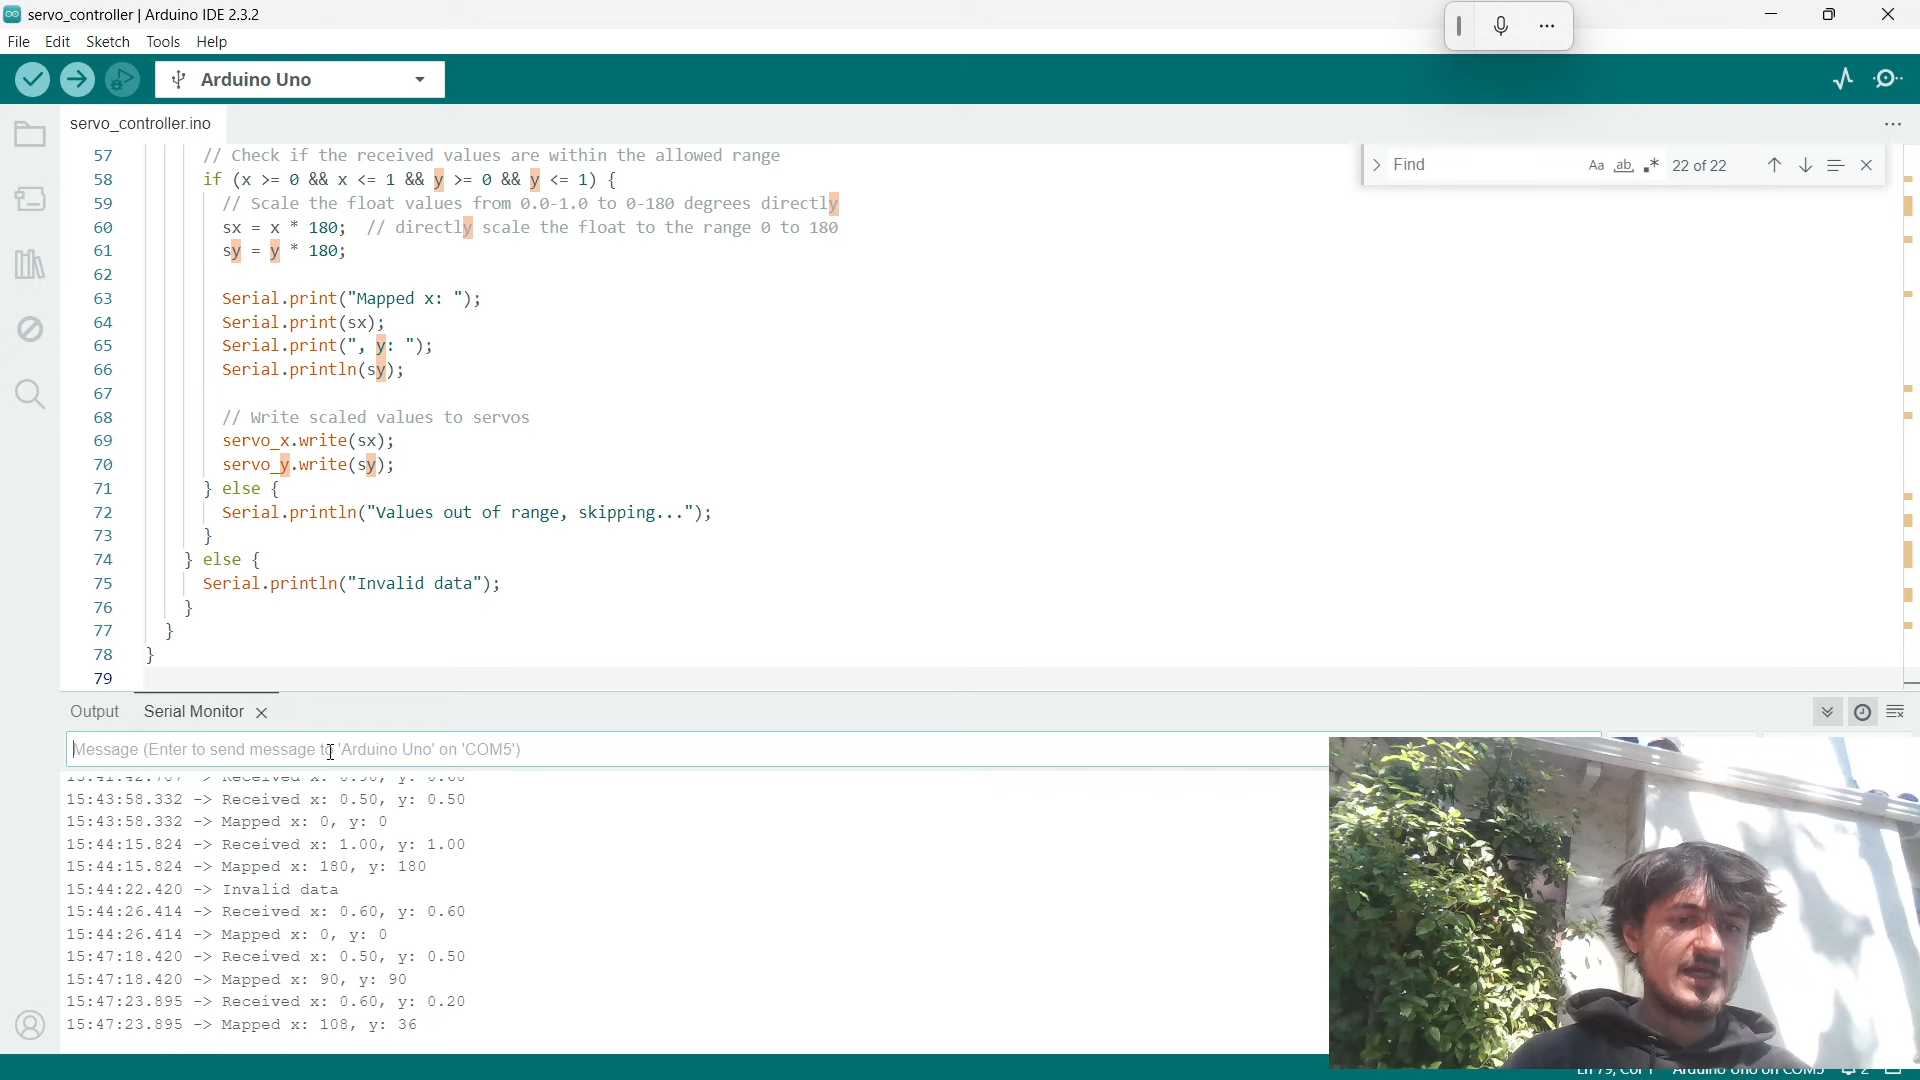 servo_controller | Arduino IDE 2.3.2
File Edit Sketch Tools Help
Arduino Uno
servo_controller.ino
Find
Aa ab 22 of 22
57 // Check if the received values are within the allowed range
58 if (x >= 0 && x <= 1 && y >= 0 && y <= 1) {
59 // Scale the float values from 0.0-1.0 to 0-180 degrees directly
60 sx = x * 180; // directly scale the float to the range 0 to 180
61 sy = y * 180;
62
63 Serial.print("Mapped x: ");
64 Serial.print(sx);
65 Serial.print(", y: ");
66 Serial.println(sy);
67
68 // Write scaled values to servos
69 servo_x.write(sx);
70 servo_y.write(sy);
71 } else {
72 Serial.println("Values out of range, skipping...");
73 }
74 } else {
75 Serial.println("Invalid data");
76 }
77 }
78 }
79
Output Serial Monitor
Message (Enter to send message to 'Arduino Uno' on 'COM5')
15:43:58.332 -> Received x: 0.50, y: 0.50
15:43:58.332 -> Mapped x: 0, y: 0
15:44:15.824 -> Received x: 1.00, y: 1.00
15:44:15.824 -> Mapped x: 180, y: 180
15:44:22.420 -> Invalid data
15:44:26.414 -> Received x: 0.60, y: 0.60
15:44:26.414 -> Mapped x: 0, y: 0
15:47:18.420 -> Received x: 0.50, y: 0.50
15:47:18.420 -> Mapped x: 90, y: 90
15:47:23.895 -> Received x: 0.60, y: 0.20
15:47:23.895 -> Mapped x: 108, y: 36